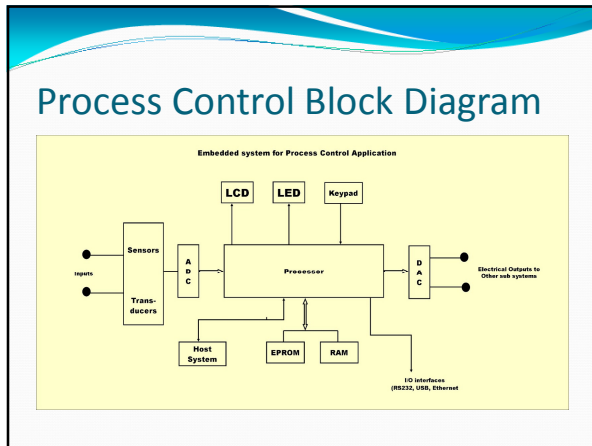 Process Control Block Diagram
Embedded system for Process Control Application
LCD
LED
Keypad
Sensors
Trans-
ducers
Inputs
A
D
C
Processor
D
A
C
Electrical Outputs to
Other sub systems
Host
System
EPROM
RAM
I/O interfaces
(RS232, USB, Ethernet